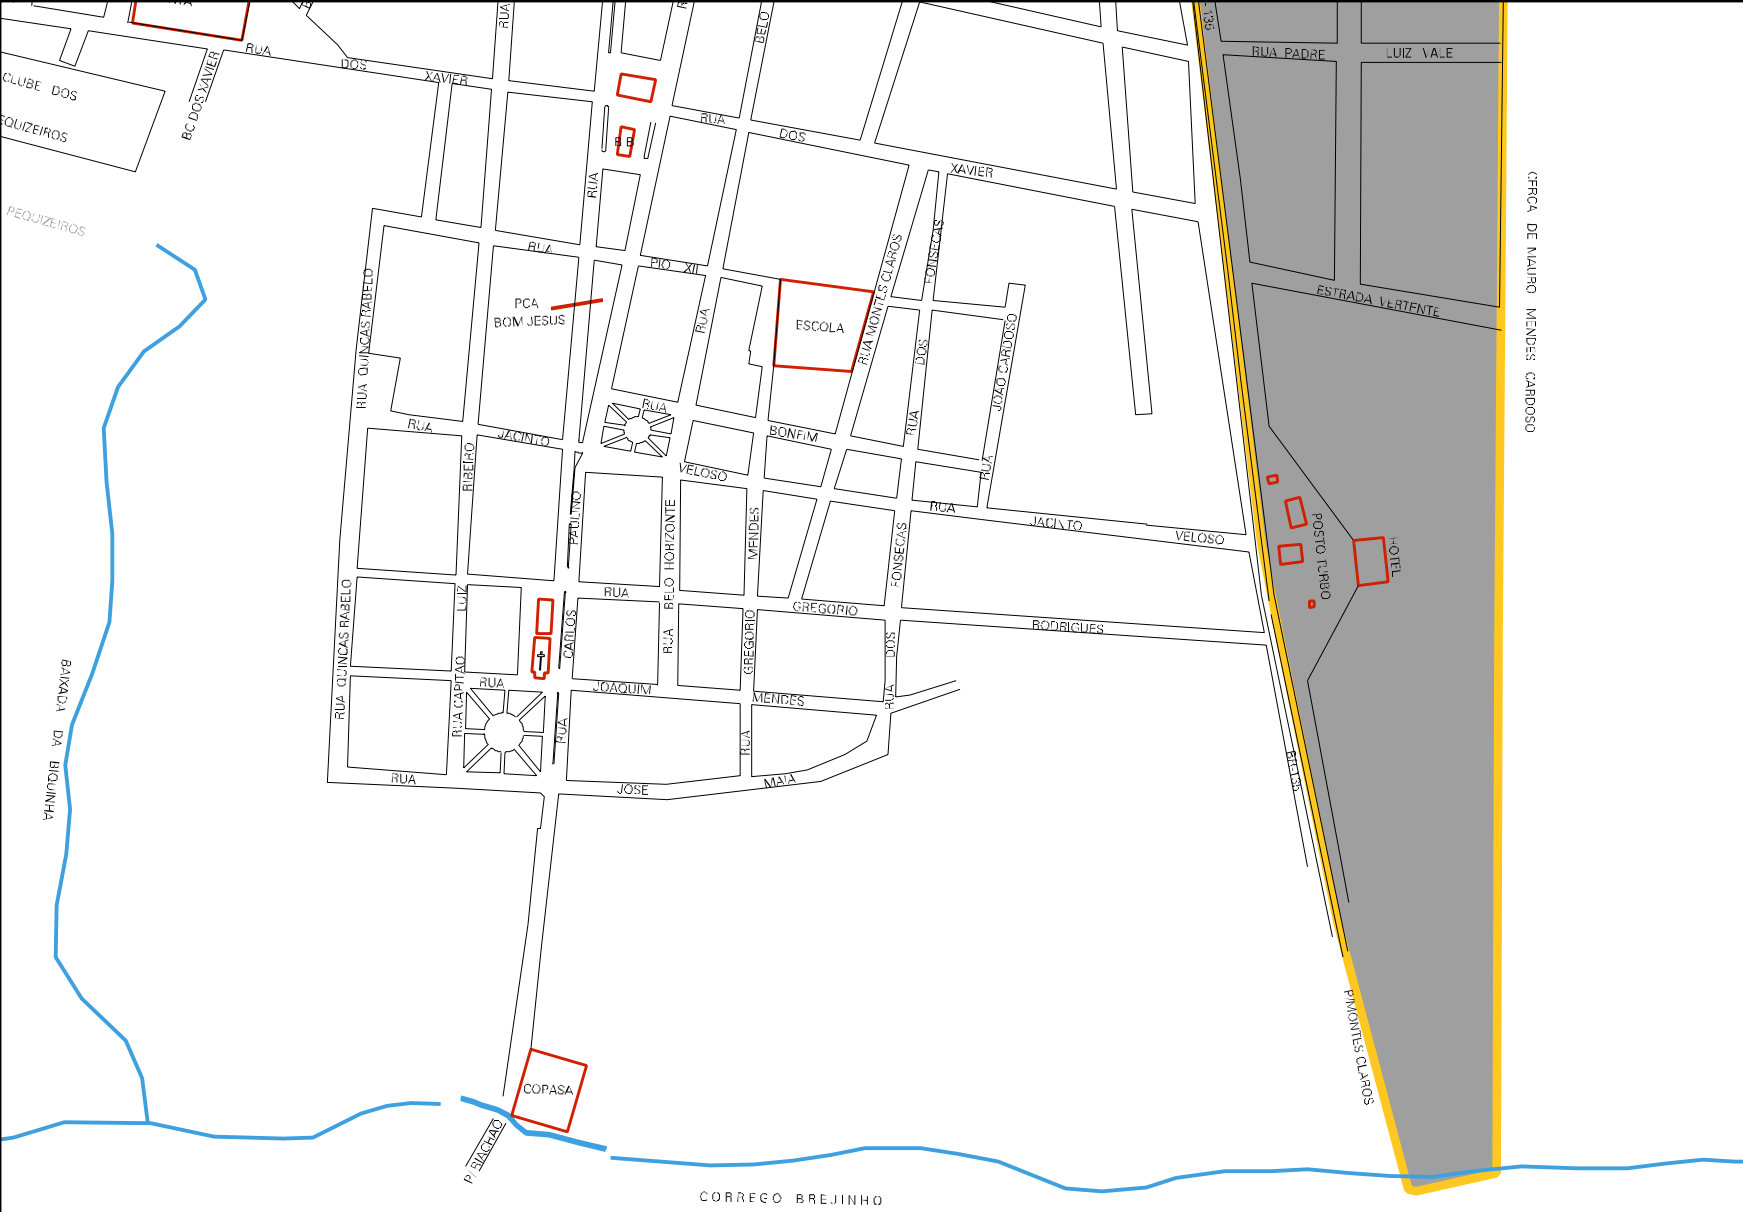 RUA
BELO
BR-135
RUA DOS XAVIER
CLUBE DOS
PEQUIZEIROS
BC DOS XAVIER
RUA PADRE LUIZ VALE
B B
RUA DOS XAVIER
RUA
PEQUIZEIROS
CERCA DE MAURO MENDES CARDOSO
RUA PIO XII
PCA
BOM JESUS
ESCOLA
RUA MONTES CLAROS
FONSECAS
DOS
RUA
RUA
ESTRADA VERTENTE
RUA QUINCAS RABELO
RUA JOAO CARDOSO
RUA BONFIM
RUA JACINTO VELOSO
RUA JACINTO VELOSO
RIBEIRO
LUIZ
RUA CAPITAO
PAULINO
CARLOS
RUA
BELO HORIZONTE
RUA
MENDES
GREGORIO
RUA
FONSECAS
DOS
RUA
POSTO TURBO
HOTEL
RUA GREGORIO RODRIGUES
RUA QUINCAS RABELO
RUA JOAQUIM MENDES
RUA JOSE MAIA
BAIXADA DA BIQUINHA
BR-135
P/MONTES CLAROS
COPASA
P/ RIACHAO
CORREGO BREJINHO